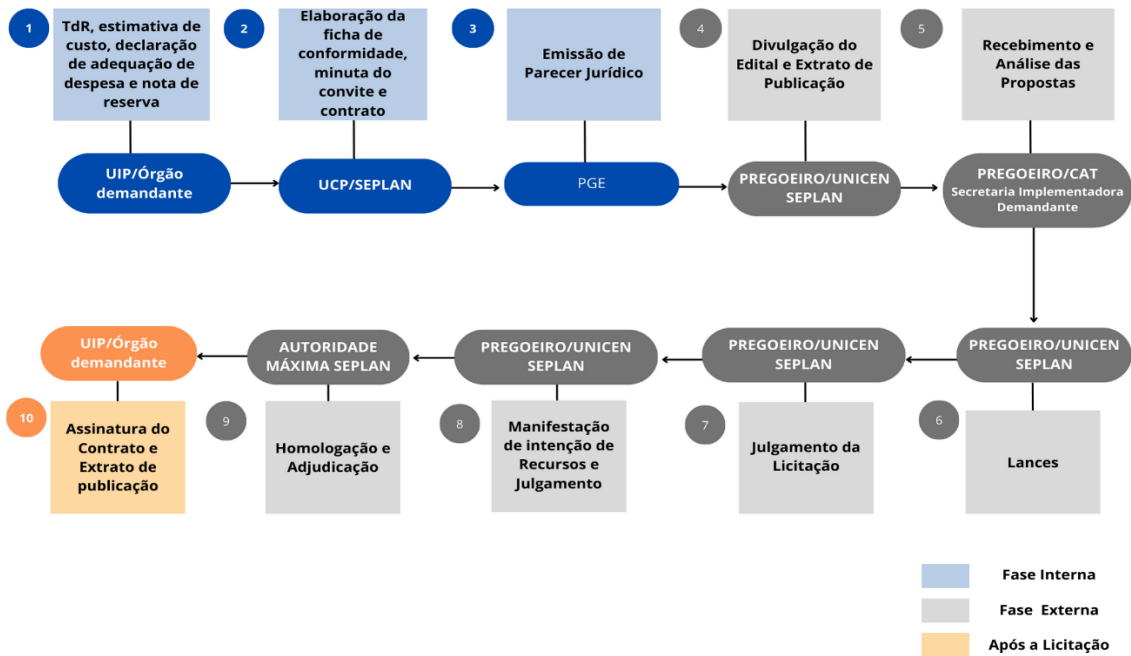 1
TdR, estimativa de
custo, declaração
de adequação de
despesa e nota de
reserva
2
Elaboração da
ficha de
conformidade,
minuta do
convite e
contrato
3
Emissão de
Parecer Jurídico
4
Divulgação do
Edital e Extrato de
Publicação
5
Recebimento e
Análise das
Propostas
UIP/Órgão
demandante
UCP/SEPLAN
PGE
PREGOEIRO/UNICEN
SEPLAN
PREGOEIRO/CAT
Secretaria Implementadora
Demandante
UIP/Órgão
demandante
AUTORIDADE
MÁXIMA SEPLAN
PREGOEIRO/UNICEN
SEPLAN
PREGOEIRO/UNICEN
SEPLAN
PREGOEIRO/UNICEN
SEPLAN
10
Assinatura do
Contrato e
Extrato de
publicação
9
Homologação e
Adjudicação
8
Manifestação
de intenção de
Recursos e
Julgamento
7
Julgamento da
Licitação
6
Lances
Fase Interna
Fase Externa
Após a Licitação